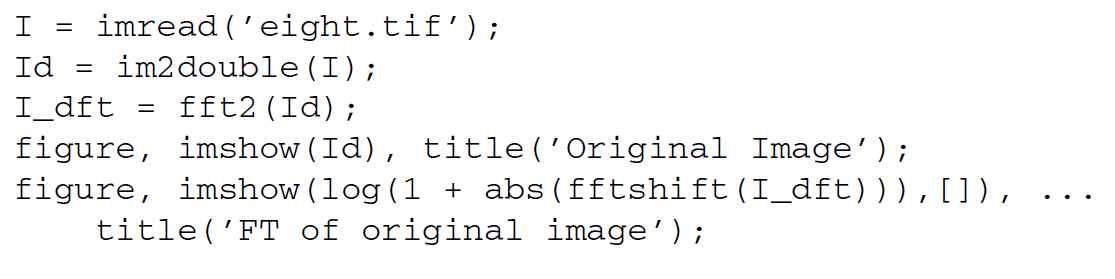 I = imread(’eight.tif’);
Id = im2double(I);
I_dft = fft2(Id);
figure, imshow(Id), title(’Original Image’);
figure, imshow(log(1 + abs(fftshift(I_dft))),[]), ...
    title(’FT of original image’);